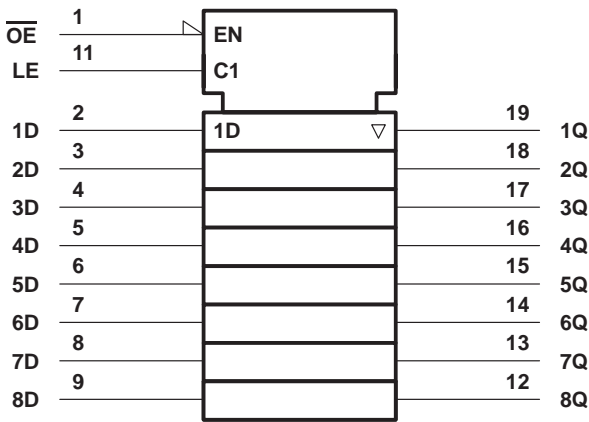 1
OE EN
11
LE C1
2 19
1D 1D ▽ 1Q
3 18
2D 2Q
4 17
3D 3Q
5 16
4D 4Q
6 15
5D 5Q
7 14
6D 6Q
8 13
7D 7Q
9 12
8D 8Q